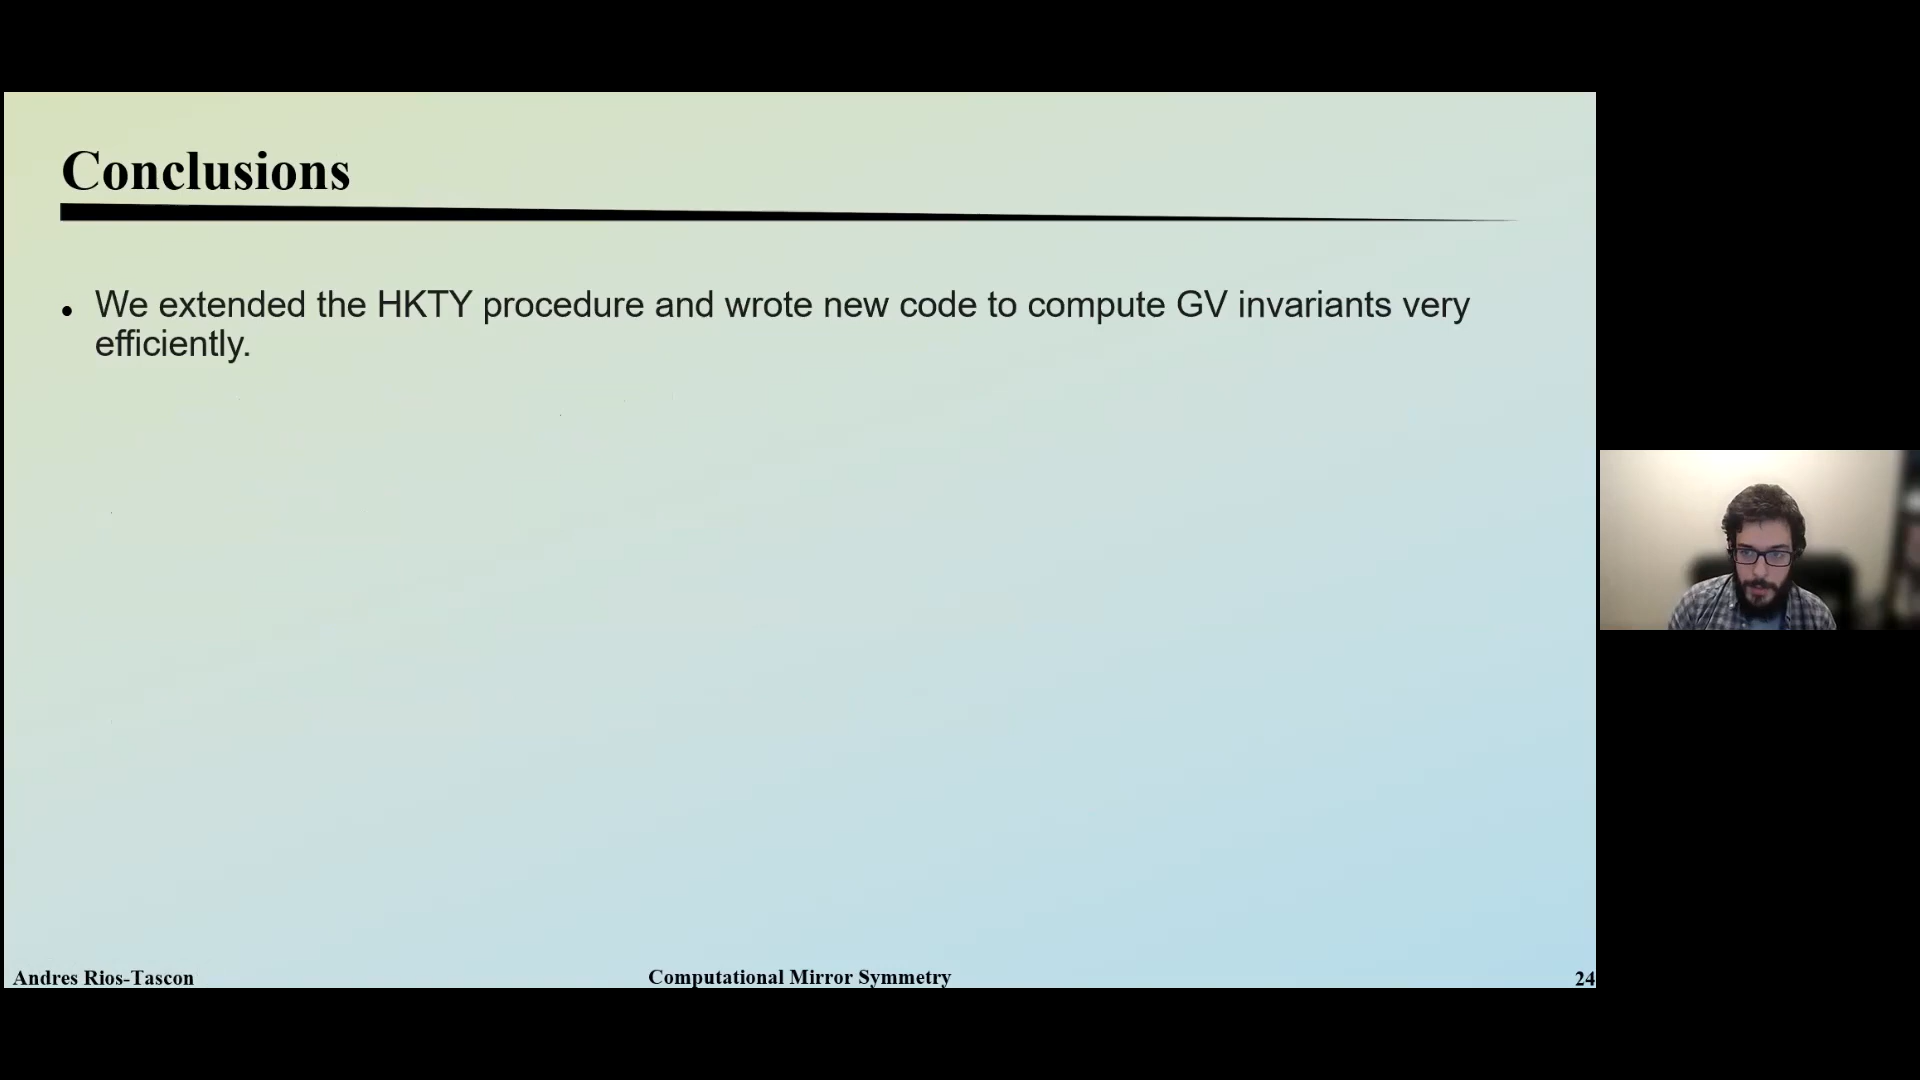 Conclusions
• We extended the HKTY procedure and wrote new code to compute GV invariants very
efficiently.
Andres Rios-Tascon
Computational Mirror Symmetry
24